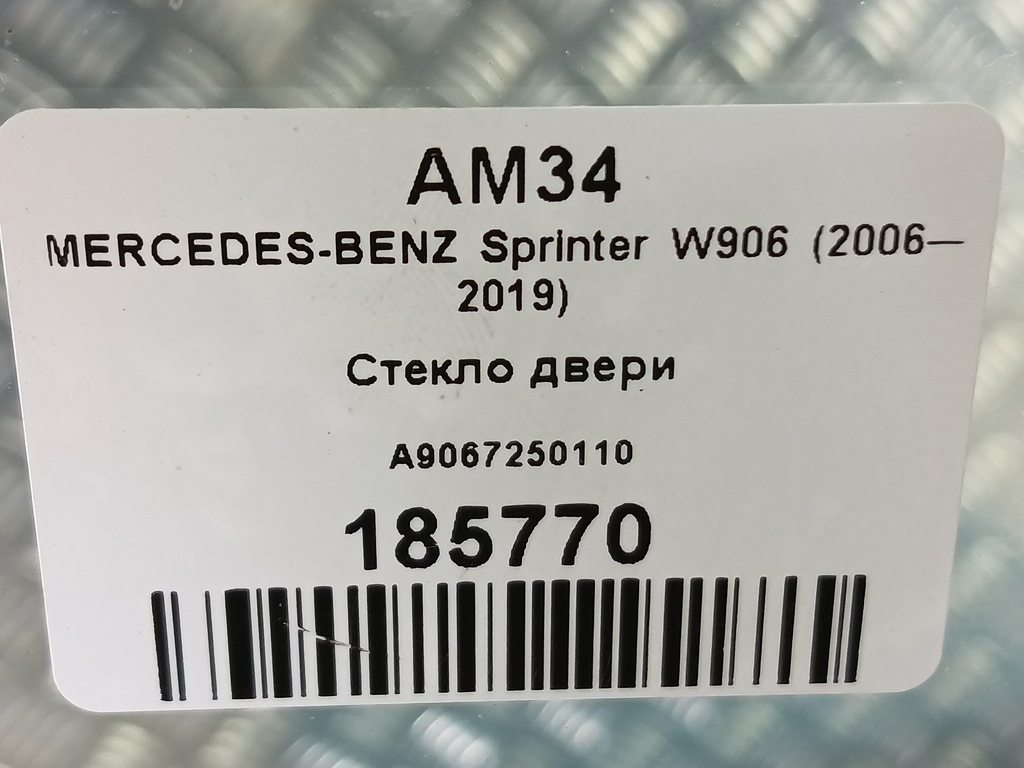 AM34
MERCEDES-BENZ Sprinter W906 (2006—
2019)
Стекло двери
A9067250110
185770